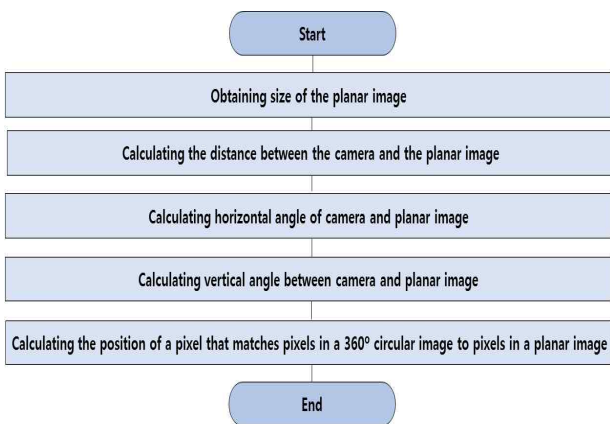 Start
Obtaining size of the planar image
Calculating the distance between the camera and the planar image
Calculating horizontal angle of camera and planar image
Calculating vertical angle between camera and planar image
Calculating the position of a pixel that matches pixels in a 360º circular image to pixels in a planar image
End